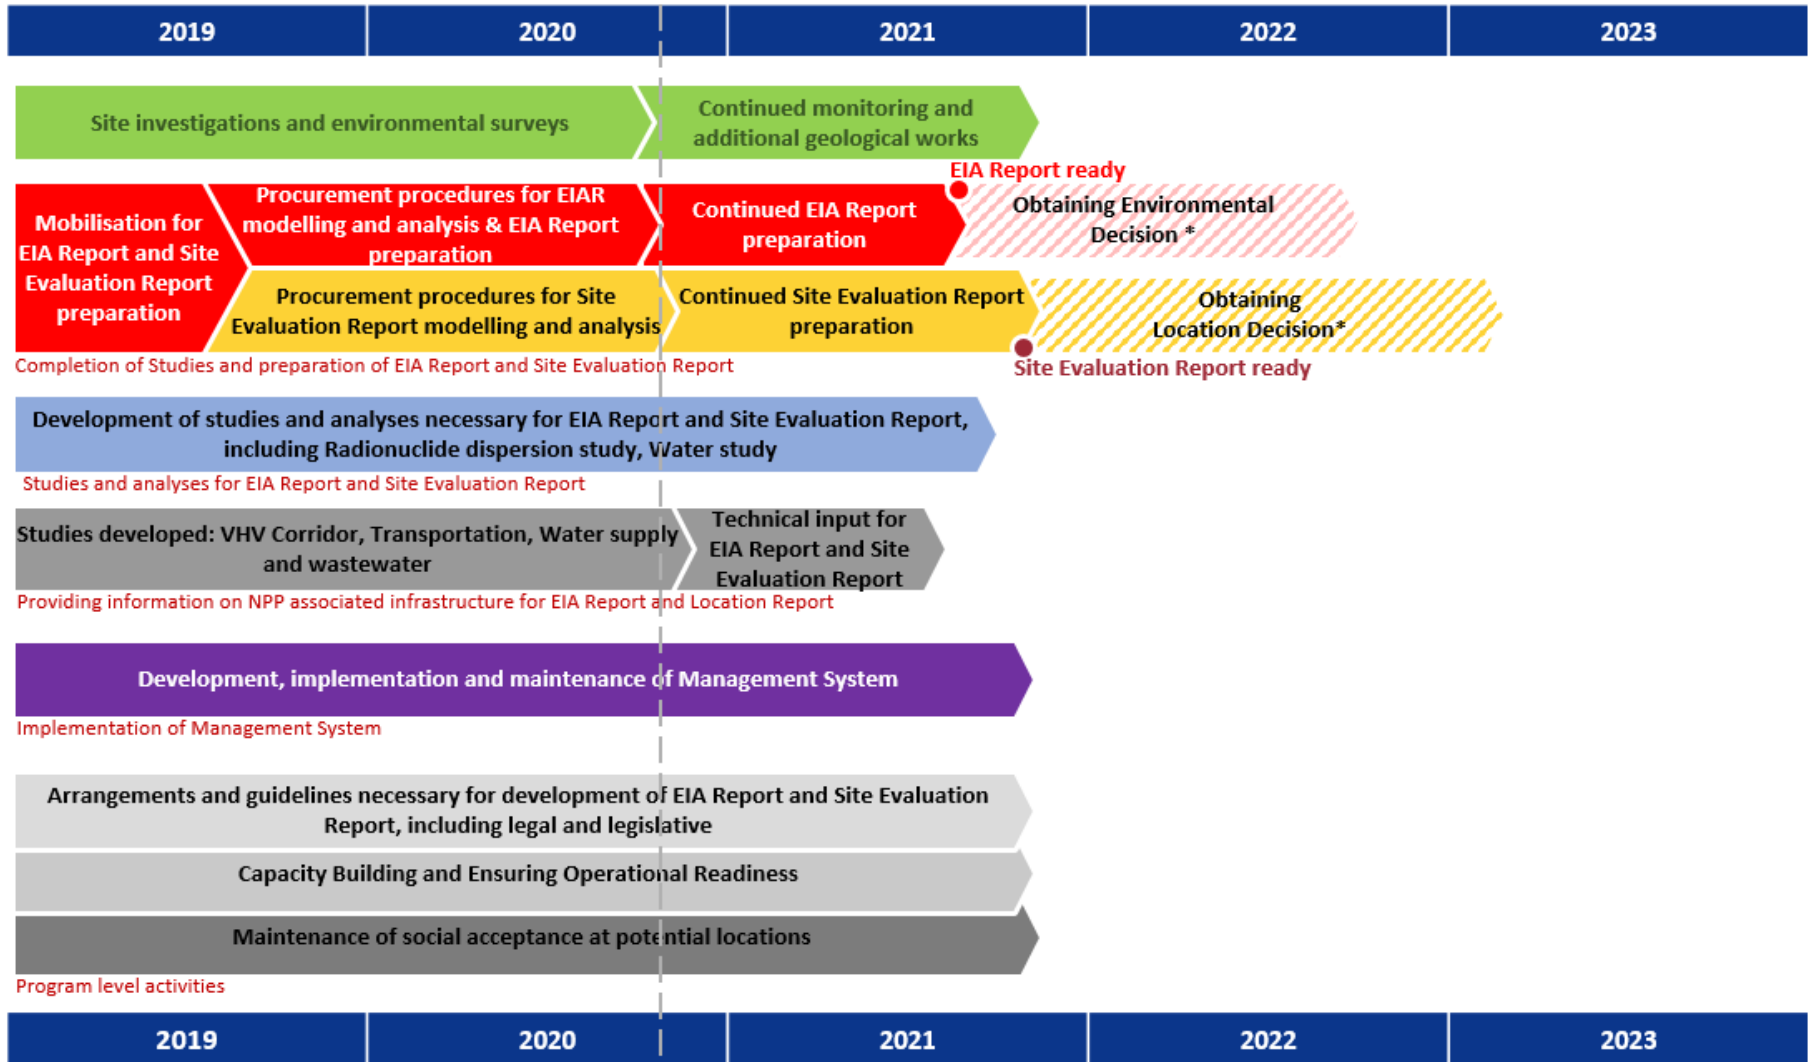 2019 2020 2021 2022 2023
Site investigations and environmental surveys
Continued monitoring and
additional geological works
EIA Report ready
Mobilisation for
EIA Report and Site
Evaluation Report
preparation
Procurement procedures for EIAR
modelling and analysis & EIA Report
preparation
Continued EIA Report
preparation
Obtaining Environmental
Decision *
Procurement procedures for Site
Evaluation Report modelling and analysis
Continued Site Evaluation Report
preparation
Obtaining
Location Decision*
Completion of Studies and preparation of EIA Report and Site Evaluation Report
Site Evaluation Report ready
Development of studies and analyses necessary for EIA Report and Site Evaluation Report,
including Radionuclide dispersion study, Water study
Studies and analyses for EIA Report and Site Evaluation Report
Studies developed: VHV Corridor, Transportation, Water supply
and wastewater
Technical input for
EIA Report and Site
Evaluation Report
Providing information on NPP associated infrastructure for EIA Report and Location Report
Development, implementation and maintenance of Management System
Implementation of Management System
Arrangements and guidelines necessary for development of EIA Report and Site Evaluation
Report, including legal and legislative
Capacity Building and Ensuring Operational Readiness
Maintenance of social acceptance at potential locations
Program level activities
2019 2020 2021 2022 2023